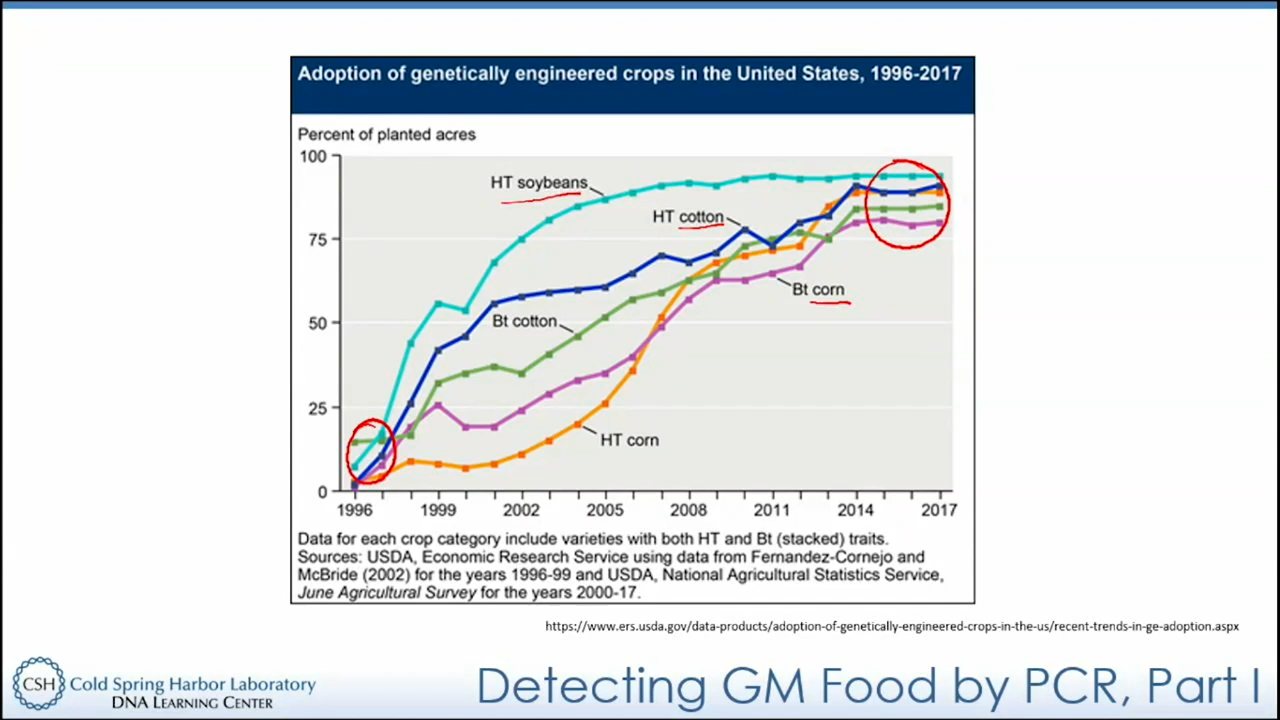 Adoption of genetically engineered crops in the United States, 1996-2017
Percent of planted acres
100
75
50
25
0
HT soybeans
HT cotton
Bt corn
Bt cotton
HT corn
1996 1999 2002 2005 2008 2011 2014 2017
Data for each crop category include varieties with both HT and Bt (stacked) traits.
Sources: USDA, Economic Research Service using data from Fernandez-Cornejo and
McBride (2002) for the years 1996-99 and USDA, National Agricultural Statistics Service,
June Agricultural Survey for the years 2000-17.
https://www.ers.usda.gov/data-products/adoption-of-genetically-engineered-crops-in-the-us/recent-trends-in-ge-adoption.aspx
CSH Cold Spring Harbor Laboratory
DNA LEARNING CENTER
Detecting GM Food by PCR, Part I